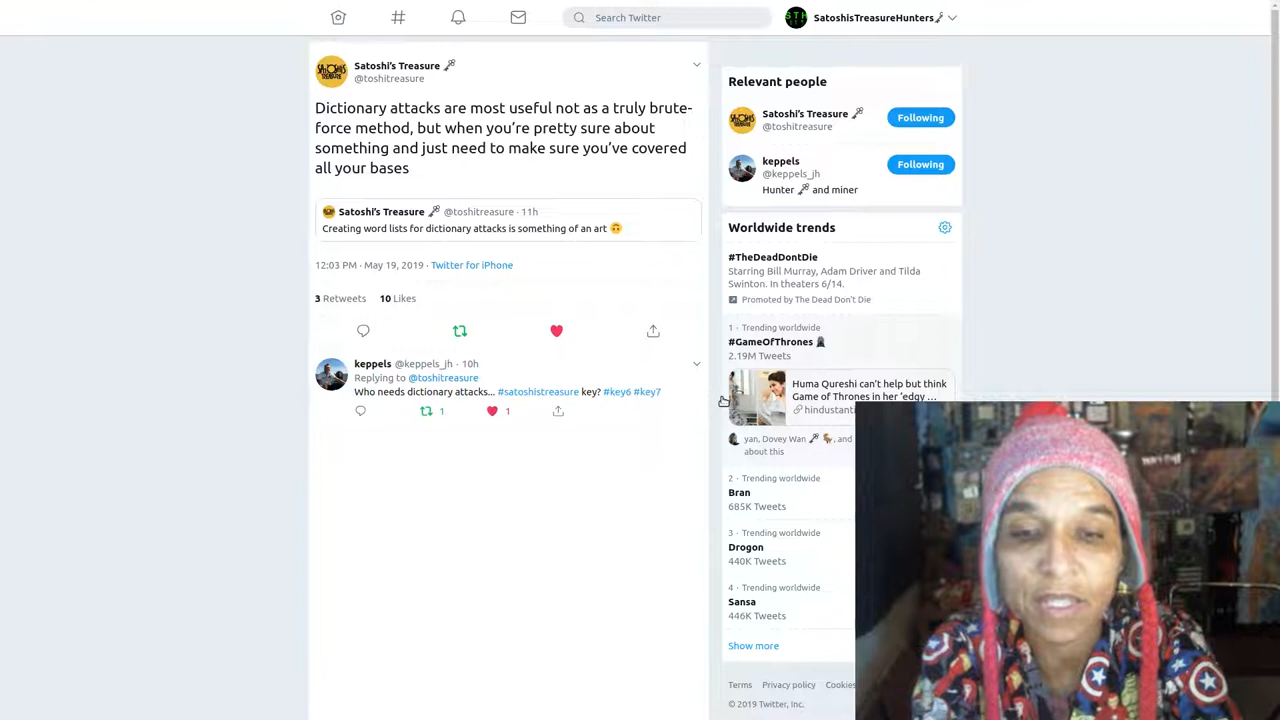 Search Twitter
SatoshisTreasureHunters🗝
Satoshi's Treasure 🗝
@toshitreasure
Dictionary attacks are most useful not as a truly brute-
force method, but when you're pretty sure about
something and just need to make sure you've covered
all your bases
Satoshi's Treasure 🗝 @toshitreasure · 11h
Creating word lists for dictionary attacks is something of an art 🙃
12:03 PM · May 19, 2019 · Twitter for iPhone
3 Retweets 10 Likes
keppels @keppels_jh · 10h
Replying to @toshitreasure
Who needs dictionary attacks... #satoshistreasure key? #key6 #key7
1 1
Relevant people
Satoshi's Treasure 🗝
@toshitreasure
Following
keppels
@keppels_jh
Following
Hunter 🗝 and miner
Worldwide trends
#TheDeadDontDie
Starring Bill Murray, Adam Driver and Tilda
Swinton. In theaters 6/14.
Promoted by The Dead Don't Die
1 · Trending worldwide
#GameOfThrones
2.19M Tweets
Huma Qureshi can't help but think
Game of Thrones in her 'edgy ...
hindustant
yan, Dovey Wan 🗝 🦒, and
about this
2 · Trending worldwide
Bran
685K Tweets
3 · Trending worldwide
Drogon
440K Tweets
4 · Trending worldwide
Sansa
446K Tweets
Show more
Terms Privacy policy Cookies
© 2019 Twitter, Inc.